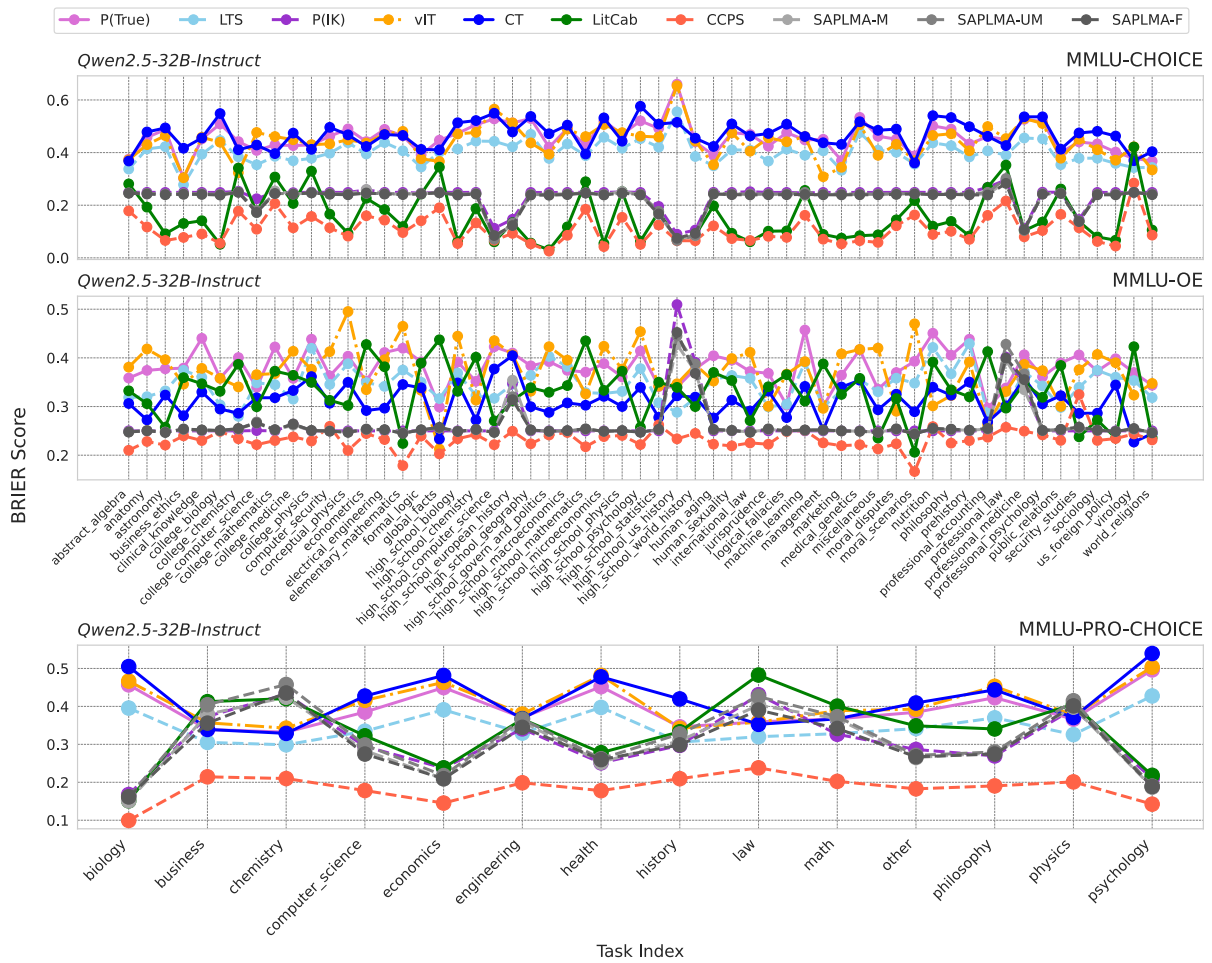 P(True) LTS P(IK) vIT CT LitCab CCPS SAPLMA-M SAPLMA-UM SAPLMA-F
Qwen2.5-32B-Instruct MMLU-CHOICE
0.6
0.4
0.2
0.0
Qwen2.5-32B-Instruct MMLU-OE
0.5
0.4
0.3
0.2
BRIER Score
abstract_algebra
anatomy
astronomy
business_ethics
clinical_knowledge
college_biology
college_chemistry
college_computer_science
college_mathematics
college_medicine
college_physics
computer_security
conceptual_physics
econometrics
electrical_engineering
elementary_mathematics
formal_logic
global_facts
high_school_biology
high_school_chemistry
high_school_computer_science
high_school_european_history
high_school_geography
high_school_govern_and_politics
high_school_macroeconomics
high_school_mathematics
high_school_microeconomics
high_school_physics
high_school_psychology
high_school_statistics
high_school_us_history
high_school_world_history
human_aging
human_sexuality
international_law
jurisprudence
logical_fallacies
machine_learning
management
marketing
medical_genetics
miscellaneous
moral_disputes
moral_scenarios
nutrition
philosophy
prehistory
professional_accounting
professional_law
professional_medicine
professional_psychology
public_relations
security_studies
sociology
us_foreign_policy
virology
world_religions
Qwen2.5-32B-Instruct MMLU-PRO-CHOICE
0.5
0.4
0.3
0.2
0.1
biology
business
chemistry
computer_science
economics
engineering
health
history
law
math
other
philosophy
physics
psychology
Task Index